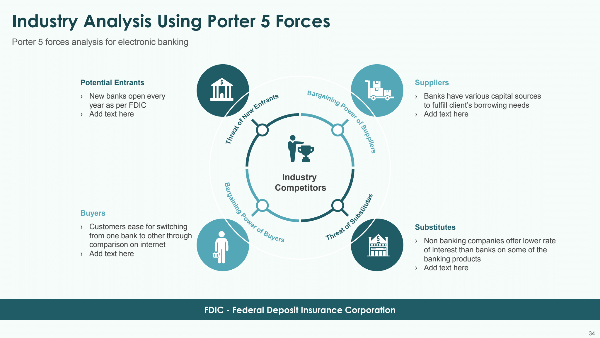 Industry Analysis Using Porter 5 Forces
Porter 5 forces analysis for electronic banking
Potential Entrants
› New banks open every
year as per FDIC
› Add text here
Threat of New Entrants
Bargaining Power of Suppliers
Suppliers
› Banks have various capital sources
to fulfill client's borrowing needs
› Add text here
Industry
Competitors
Buyers
› Customers ease for switching
from one bank to other through
comparison on internet
› Add text here
Bargaining Power of Buyers
Threat of Substitutes
Substitutes
› Non banking companies offer lower rate
of interest than banks on some of the
banking products
› Add text here
FDIC - Federal Deposit Insurance Corporation
34